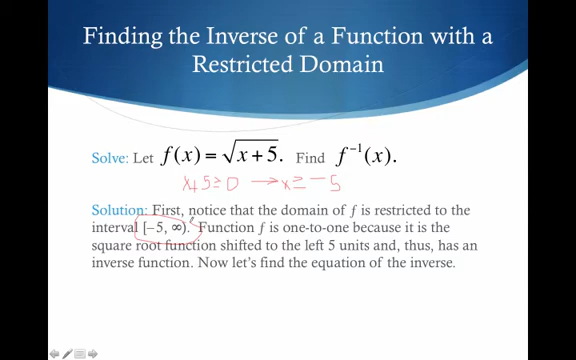 Finding the Inverse of a Function with a
Restricted Domain
Solve: Let f(x) = √x + 5. Find f⁻¹(x).
x+5≥0 → x≥ -5
Solution: First, notice that the domain of f is restricted to the
interval [−5, ∞). Function f is one-to-one because it is the
square root function shifted to the left 5 units and, thus, has an
inverse function. Now let's find the equation of the inverse.